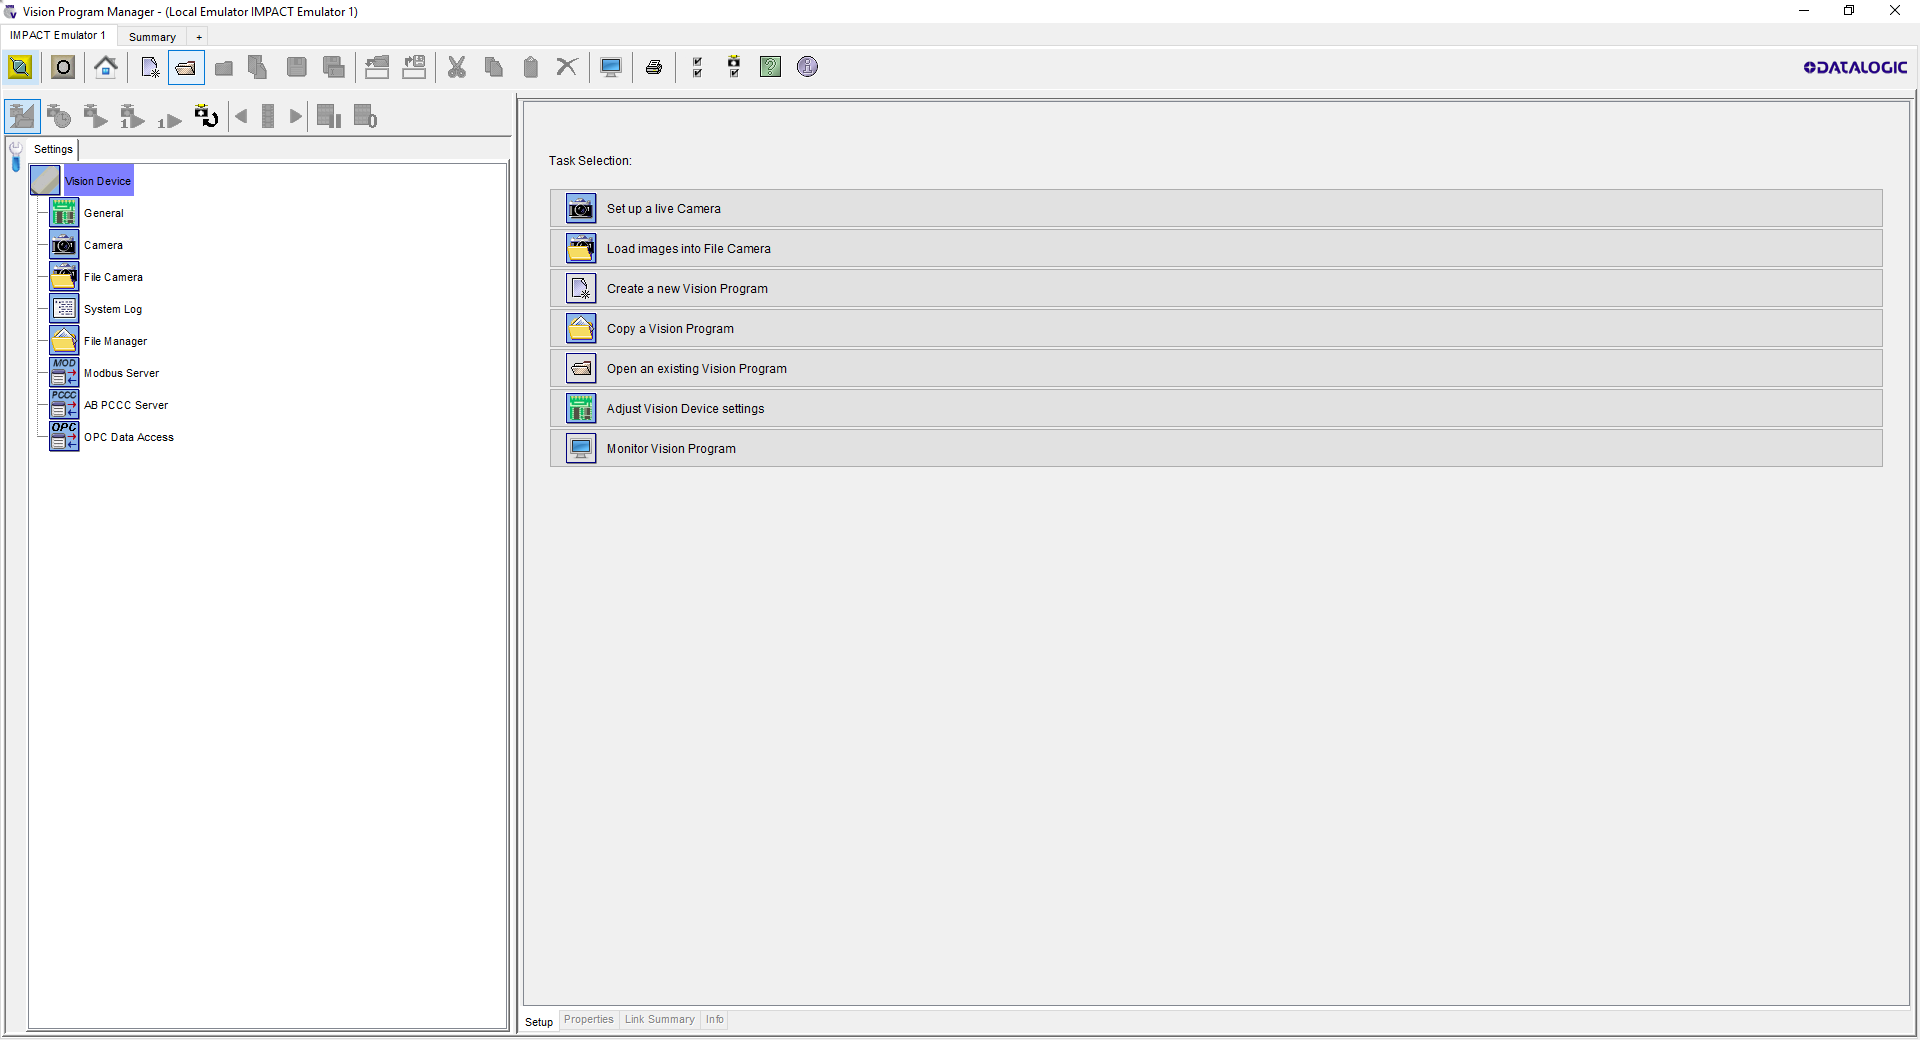 Vision Program Manager - (Local Emulator IMPACT Emulator 1)
IMPACT Emulator 1
Summary
+
O
DATALOGIC
1
1
0
Settings
Vision Device
General
Camera
File Camera
System Log
File Manager
MOD
Modbus Server
PCCC
AB PCCC Server
OPC
OPC Data Access
Task Selection:
Set up a live Camera
Load images into File Camera
Create a new Vision Program
Copy a Vision Program
Open an existing Vision Program
Adjust Vision Device settings
Monitor Vision Program
Setup
Properties
Link Summary
Info